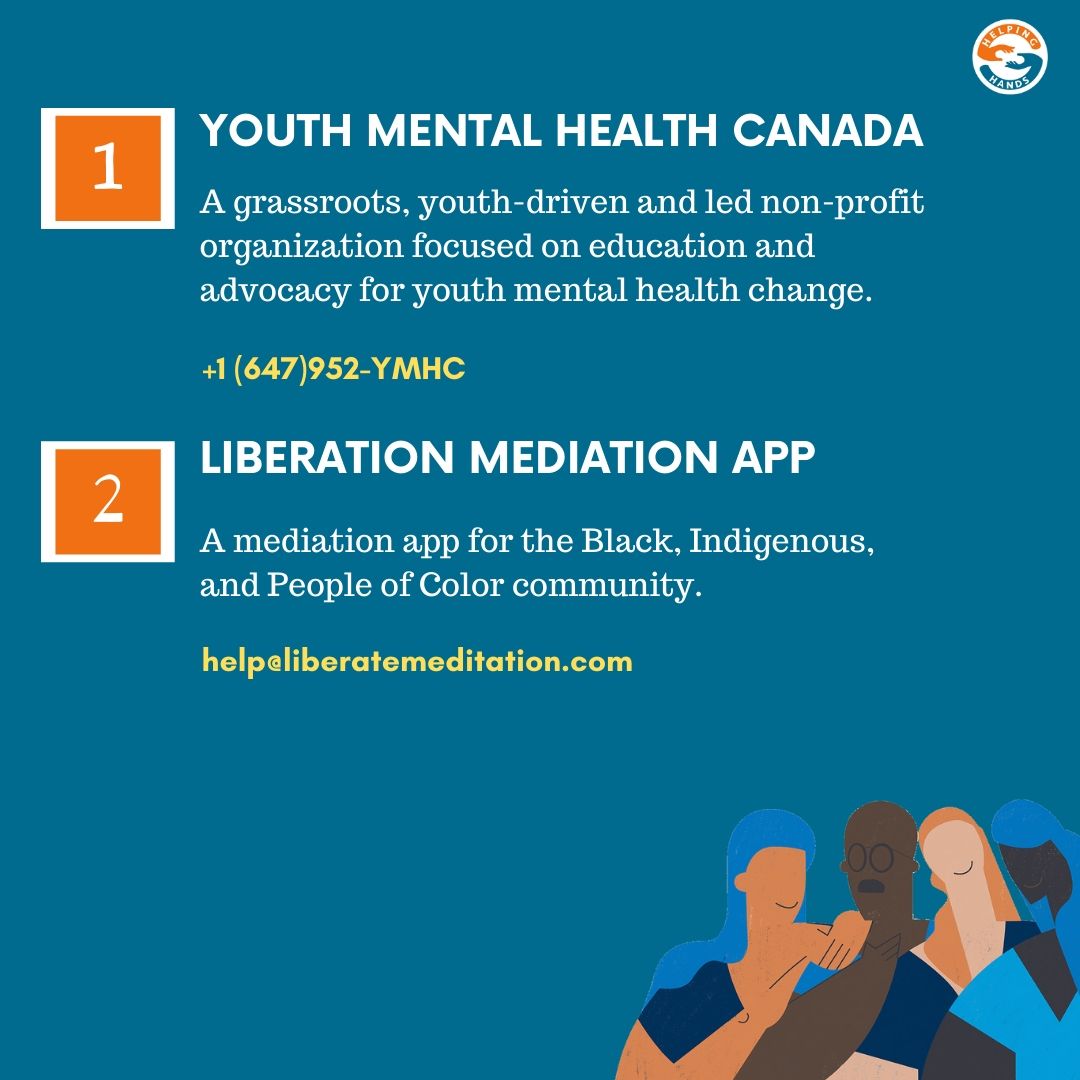 HELPING
HANDS
1
YOUTH MENTAL HEALTH CANADA
A grassroots, youth-driven and led non-profit
organization focused on education and
advocacy for youth mental health change.
+1 (647)952-YMHC
2
LIBERATION MEDIATION APP
A mediation app for the Black, Indigenous,
and People of Color community.
help@liberatemeditation.com